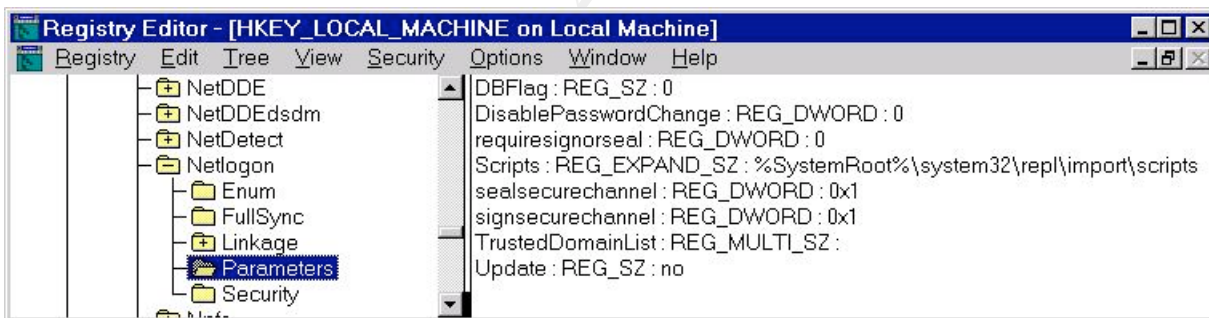 Registry Editor - [HKEY_LOCAL_MACHINE on Local Machine]
Registry Edit Tree View Security Options Window Help
NetDDE
NetDDEdsdm
NetDetect
Netlogon
Enum
FullSync
Linkage
Parameters
Security
DBFlag : REG_SZ : 0
DisablePasswordChange : REG_DWORD : 0
requiresignorseal : REG_DWORD : 0
Scripts : REG_EXPAND_SZ : %SystemRoot%\system32\repl\import\scripts
sealsecurechannel : REG_DWORD : 0x1
signsecurechannel : REG_DWORD : 0x1
TrustedDomainList : REG_MULTI_SZ :
Update : REG_SZ : no